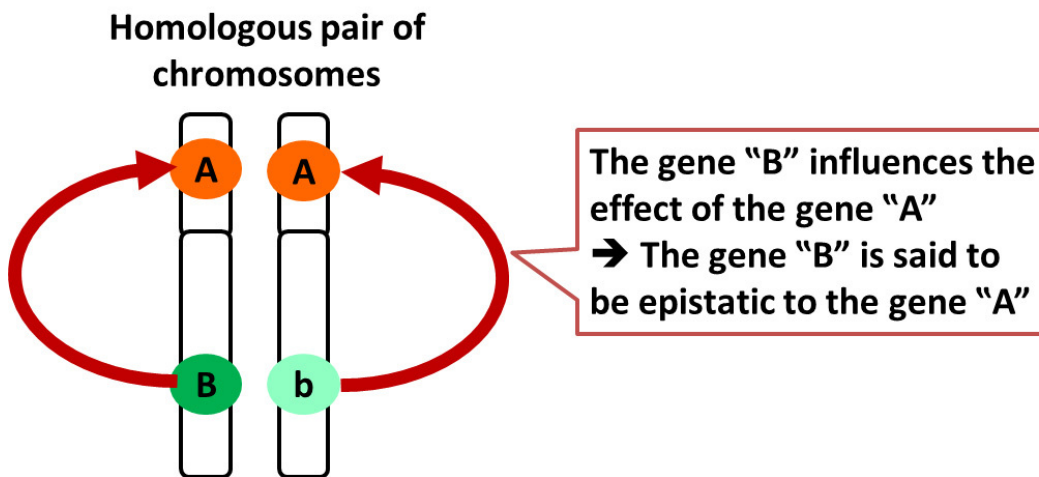 Homologous pair of
chromosomes
A
A
The gene “B” influences the
effect of the gene “A”
➔ The gene “B” is said to
be epistatic to the gene “A”
B
b